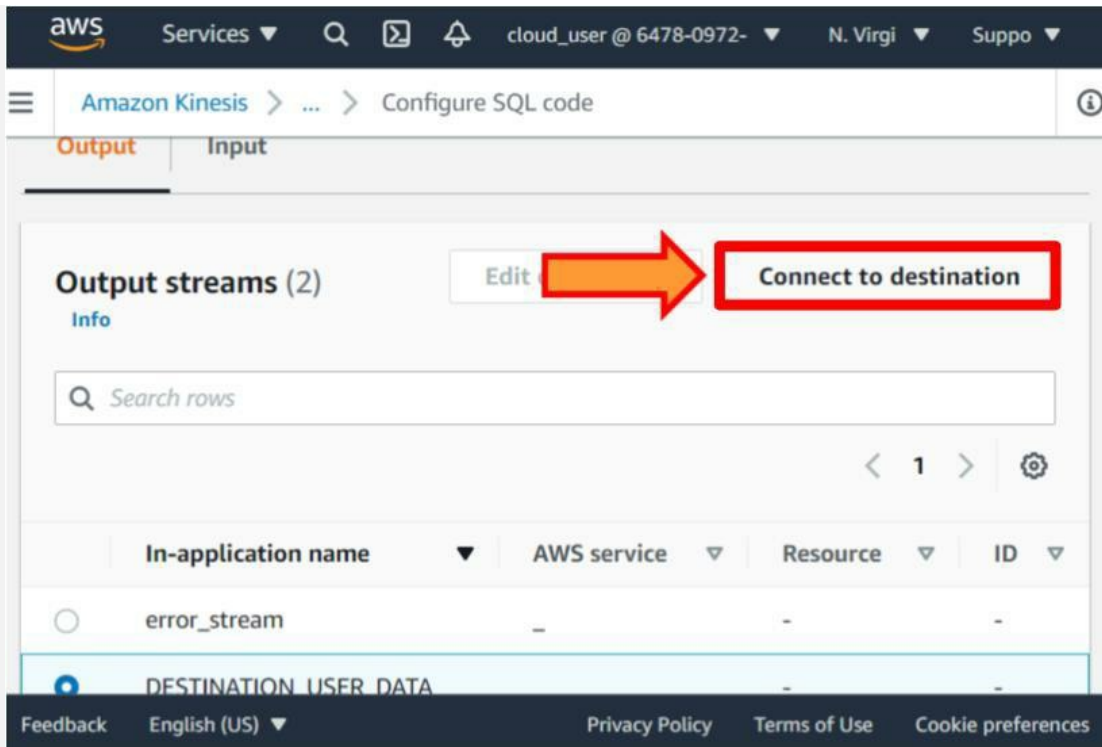 aws Services cloud_user @ 6478-0972- N. Virgi Suppo
Amazon Kinesis > ... > Configure SQL code
Output Input
Output streams (2) Edit Connect to destination
Info
Search rows
< 1 >
In-application name AWS service Resource ID
error_stream - - -
DESTINATION_USER_DATA - -
Feedback English (US) Privacy Policy Terms of Use Cookie preferences